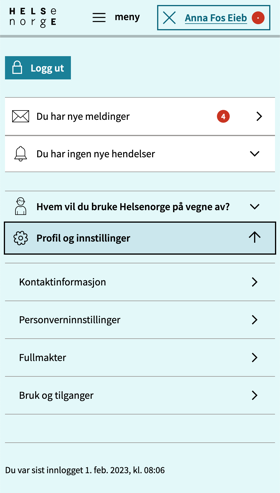 HELSe
norgE
meny
Anna Fos Eieb
Logg ut
Du har nye meldinger
4
Du har ingen nye hendelser
Hvem vil du bruke Helsenorge på vegne av?
Profil og innstillinger
Kontaktinformasjon
Personverninnstillinger
Fullmakter
Bruk og tilganger
Du var sist innlogget 1. feb. 2023, kl. 08:06